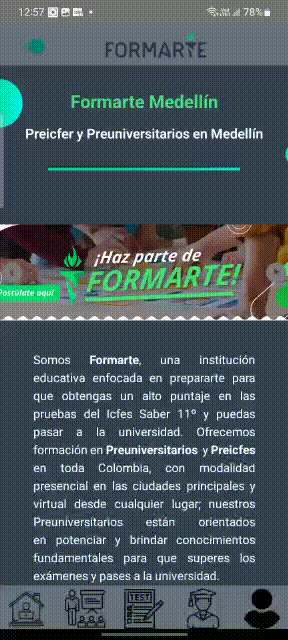 12:57
78%
FORMARTE
Formarte Medellín
Preicfer y Preuniversitarios en Medellín
¡Haz parte de
FORMARTE!
Postúlate aquí
Somos Formarte, una institución
educativa enfocada en prepararte para
que obtengas un alto puntaje en las
pruebas del Icfes Saber 11º y puedas
pasar a la universidad. Ofrecemos
formación en Preuniversitarios y Preicfes
en toda Colombia, con modalidad
presencial en las ciudades principales y
virtual desde cualquier lugar; nuestros
Preuniversitarios están orientados
en potenciar y brindar conocimientos
fundamentales para que superes los
exámenes y pases a la universidad.
TEST